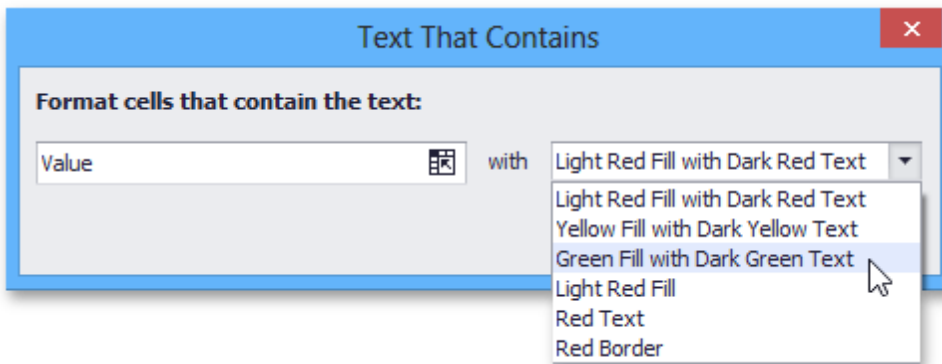 Text That Contains
Format cells that contain the text:
Value with Light Red Fill with Dark Red Text
Light Red Fill with Dark Red Text
Yellow Fill with Dark Yellow Text
Green Fill with Dark Green Text
Light Red Fill
Red Text
Red Border